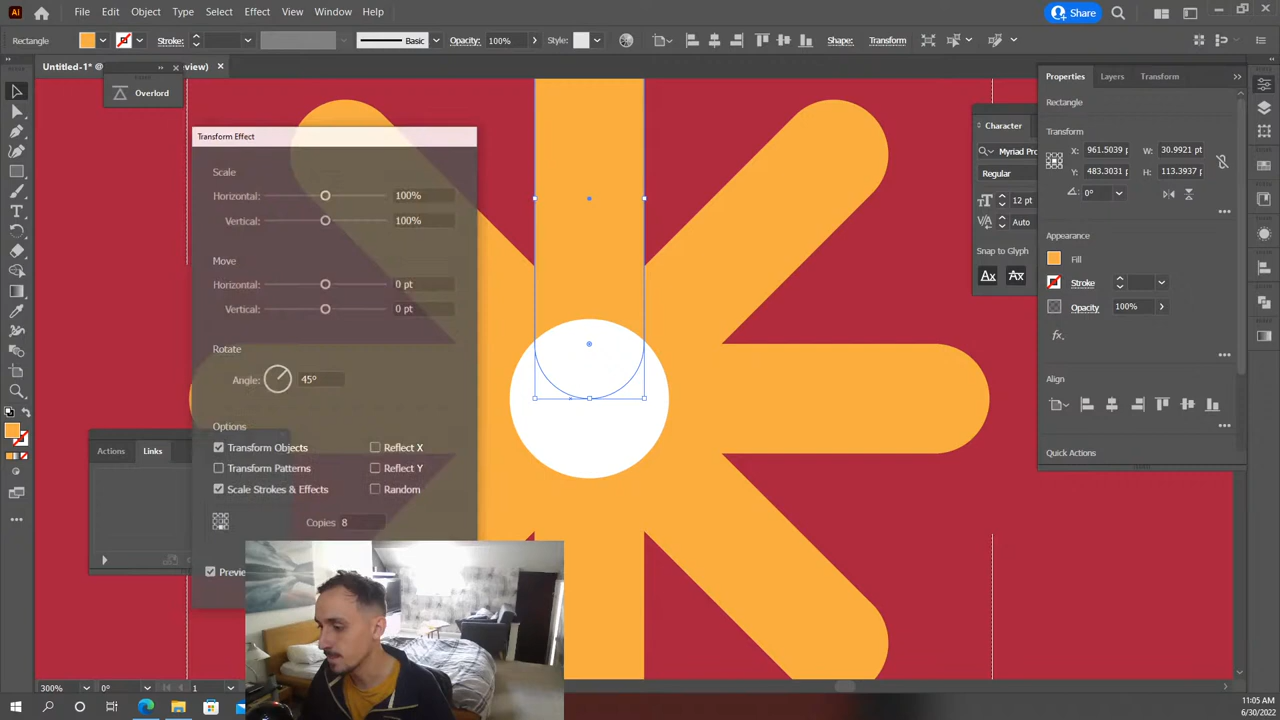 Ai File Edit Object Type Select Effect View Window Help Share
Rectangle Stroke: Basic Opacity: 100% Style: Shape: Transform
Untitled-1* @ view) ×
Overlord
Properties Layers Transform
Rectangle
Transform
X: 961.5039 p W: 30.9921 pt
Y: 483.3031 p H: 113.3937 pt
0°
Appearance
Fill
Stroke
Opacity 100%
fx.
Align
Quick Actions
Character
Myriad Pro
Regular
12 pt
Auto
Snap to Glyph
Ax Ax
Transform Effect
Scale
Horizontal: 100%
Vertical: 100%
Move
Horizontal: 0 pt
Vertical: 0 pt
Rotate
Angle: 45°
Options
Transform Objects Reflect X
Transform Patterns Reflect Y
Scale Strokes & Effects Random
Copies 8
Previe
Actions Links
300% 0° 1
11:05 AM
6/30/2022